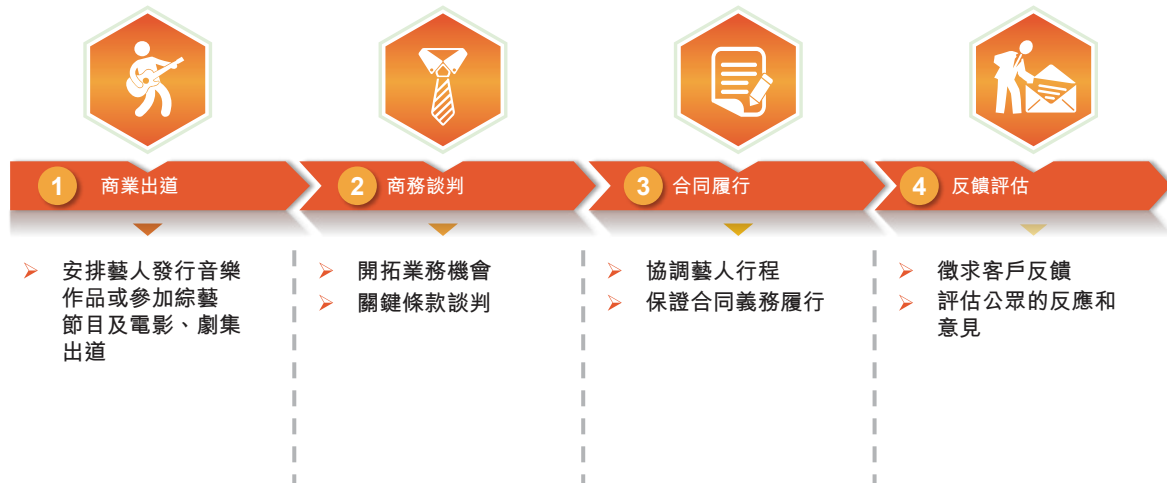 1 商業出道
2 商務談判
3 合同履行
4 反饋評估
安排藝人發行音樂
作品或參加綜藝
節目及電影、劇集
出道
開拓業務機會
關鍵條款談判
協調藝人行程
保證合同義務履行
徵求客戶反饋
評估公眾的反應和
意見